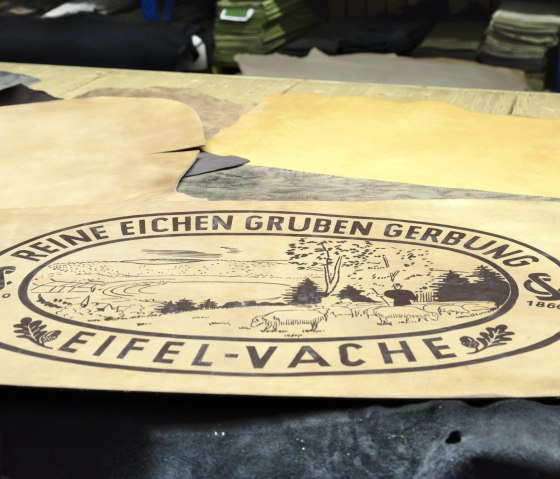 REINE EICHEN GRUBEN GERBUNG
EIFEL-VACHE